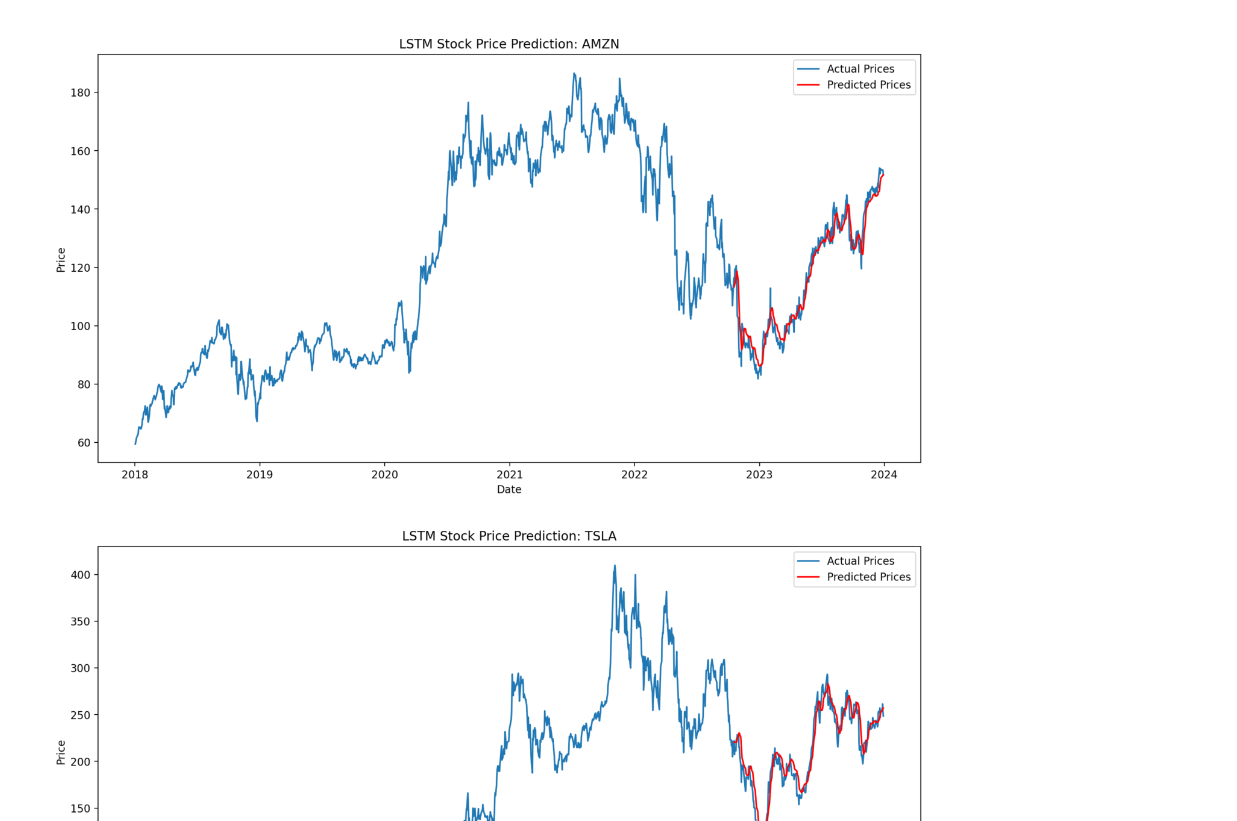 LSTM Stock Price Prediction: AMZN
Actual Prices
Predicted Prices
180
160
140
120
100
80
60
Price
2018 2019 2020 2021 2022 2023 2024
Date
LSTM Stock Price Prediction: TSLA
Actual Prices
Predicted Prices
400
350
300
250
200
150
Price